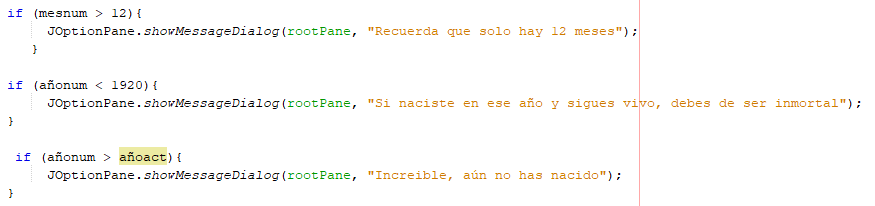 if (mesnum > 12){
JOptionPane.showMessageDialog(rootPane, "Recuerda que solo hay 12 meses");
}
if (añonum < 1920){
JOptionPane.showMessageDialog(rootPane, "Si naciste en ese año y sigues vivo, debes de ser inmortal");
}
if (añonum > añoact){
JOptionPane.showMessageDialog(rootPane, "Increible, aún no has nacido");
}